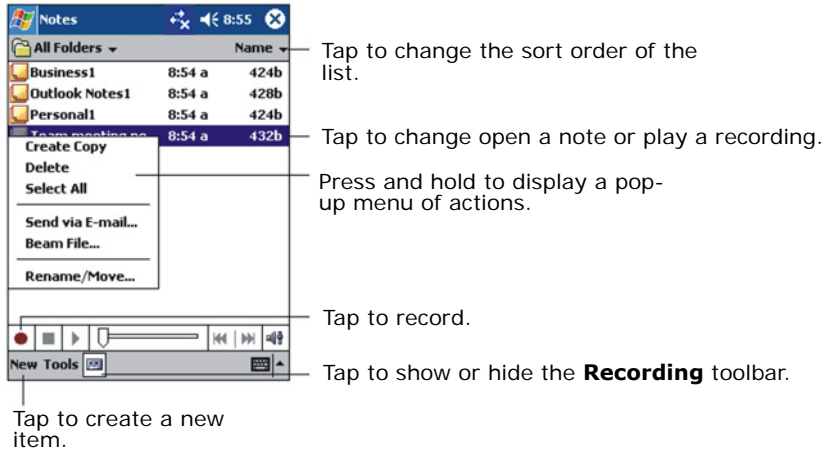 Notes 8:55
All Folders Name
Business1 8:54 a 424b
Outlook Notes1 8:54 a 428b
Personal1 8:54 a 424b
Team meeting no... 8:54 a 432b
Create Copy
Delete
Select All
Send via E-mail...
Beam File...
Rename/Move...
New Tools
Tap to change the sort order of the
list.
Tap to change open a note or play a recording.
Press and hold to display a pop-
up menu of actions.
Tap to record.
Tap to show or hide the Recording toolbar.
Tap to create a new
item.